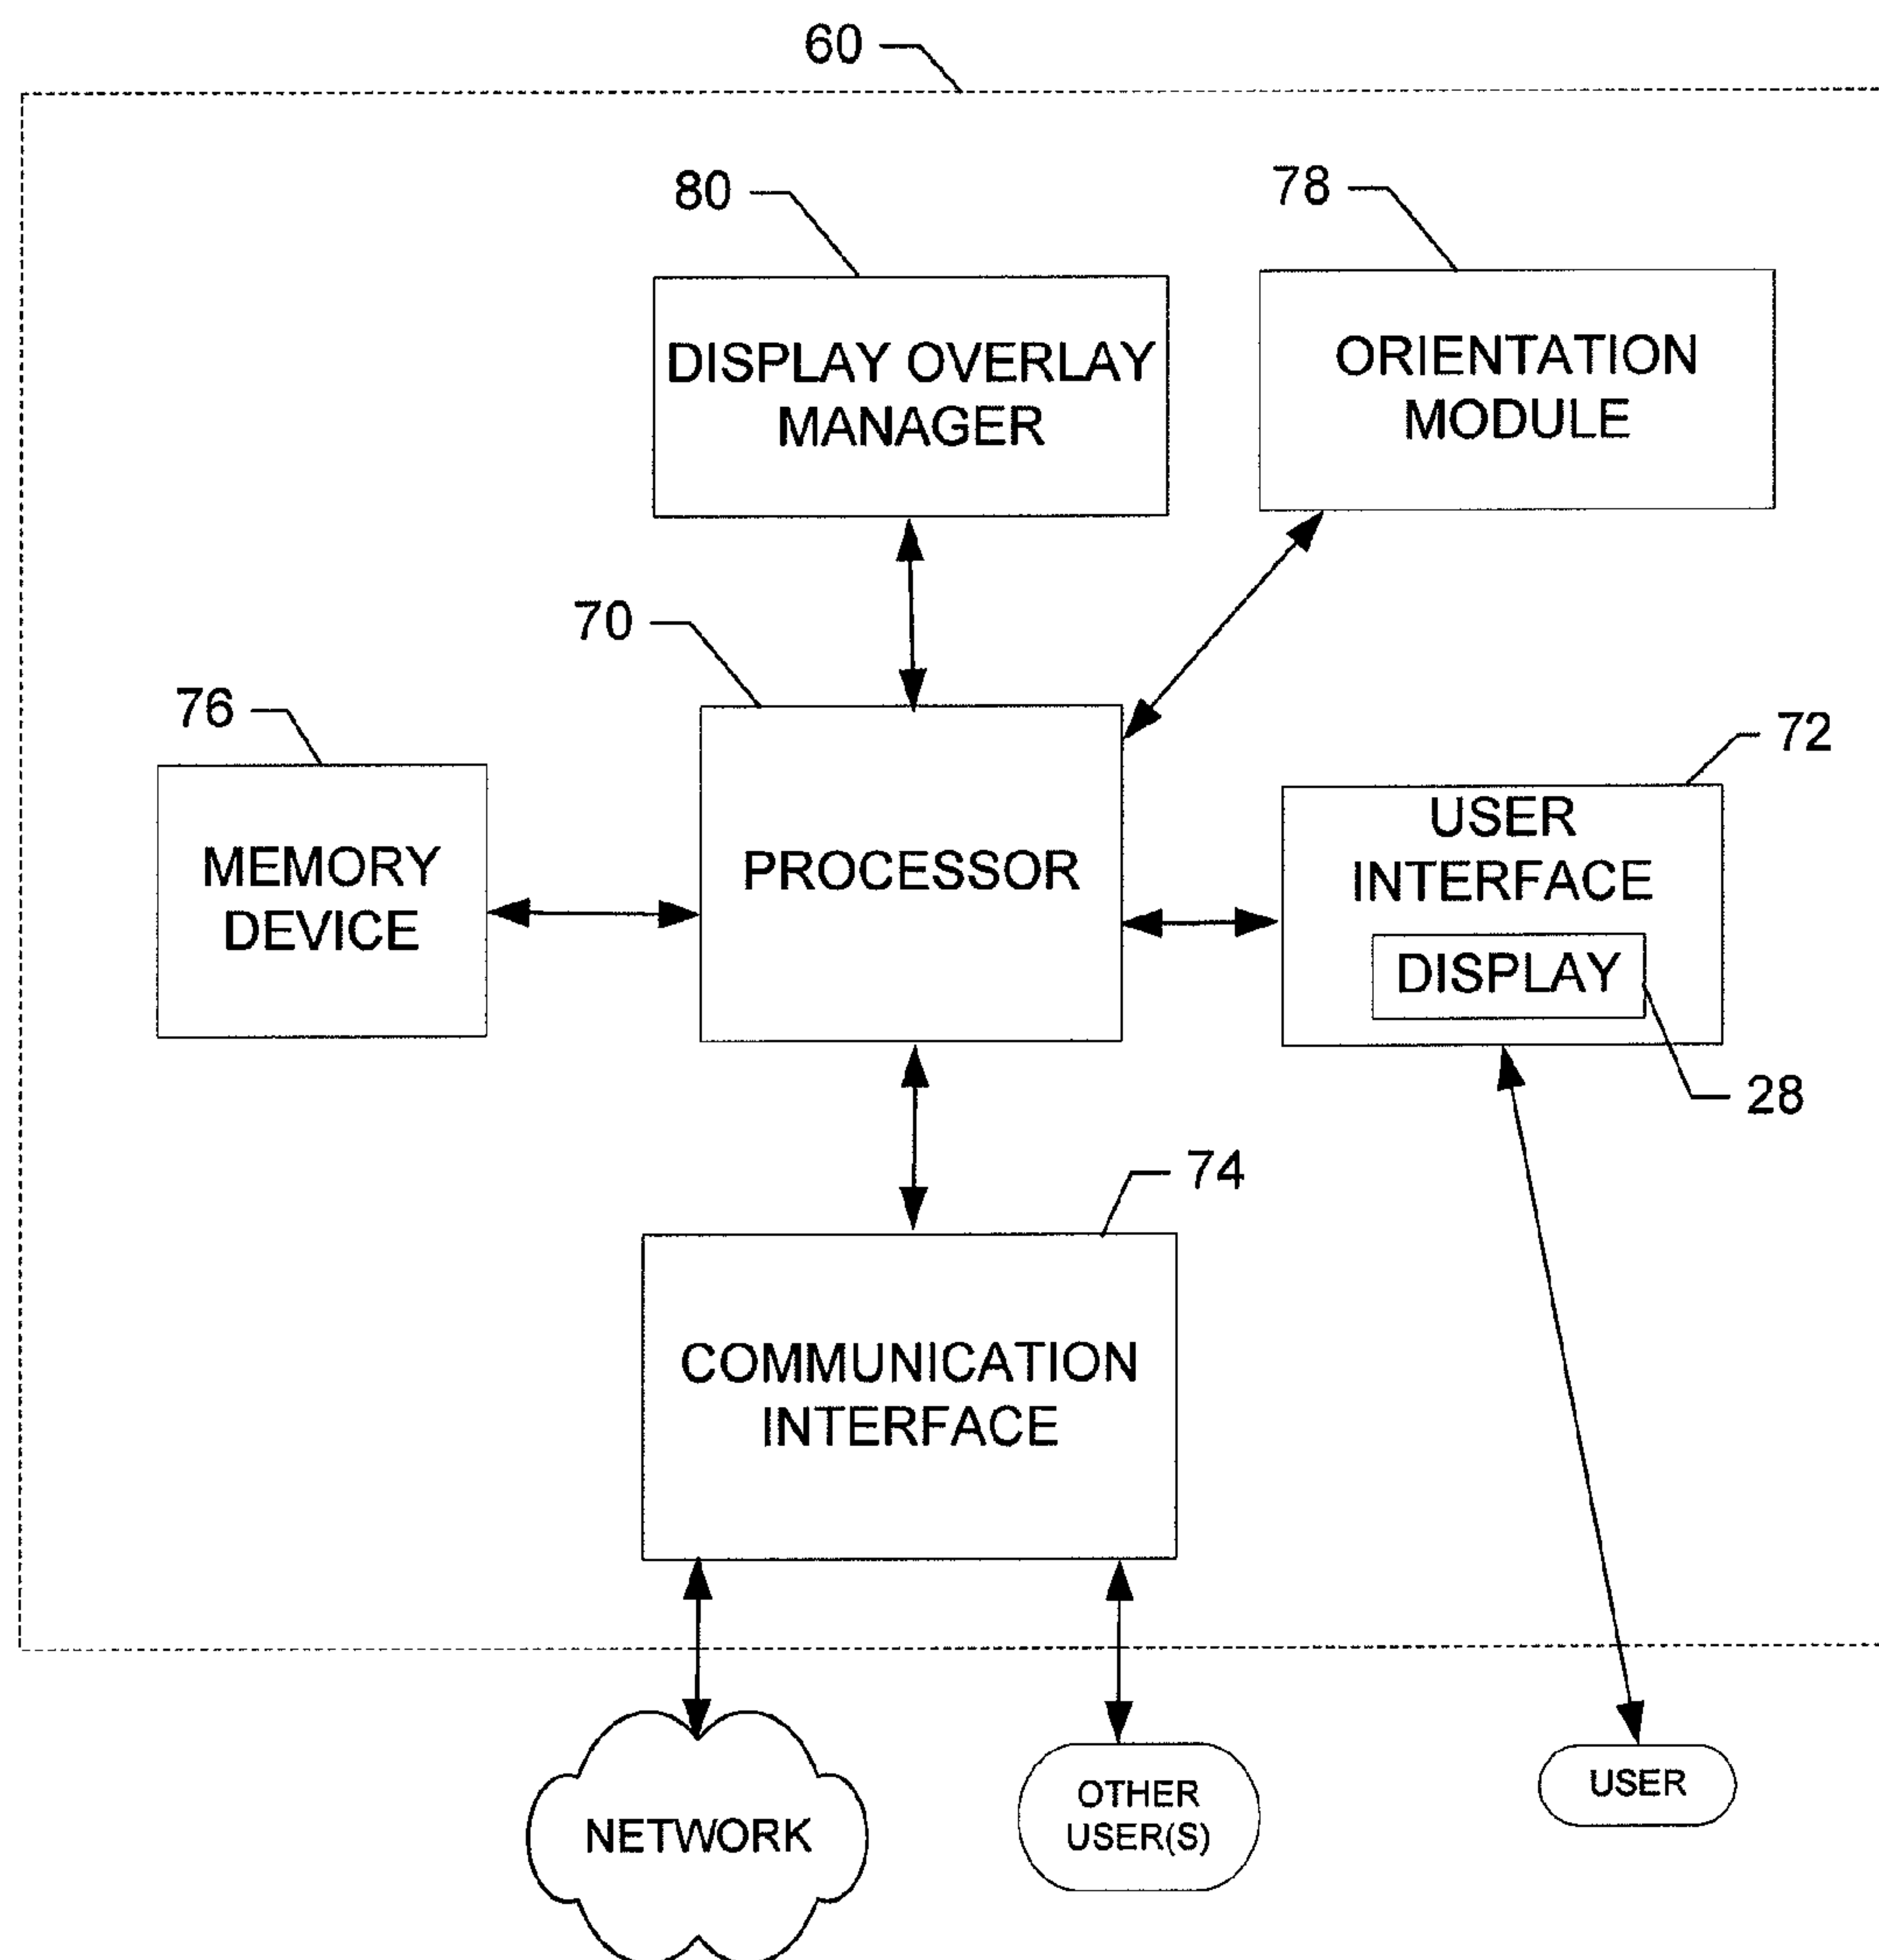 60
80
78
DISPLAY OVERLAY
MANAGER
ORIENTATION
MODULE
70
76
72
MEMORY
DEVICE
PROCESSOR
USER
INTERFACE
DISPLAY
28
74
COMMUNICATION
INTERFACE
NETWORK
OTHER
USER(S)
USER